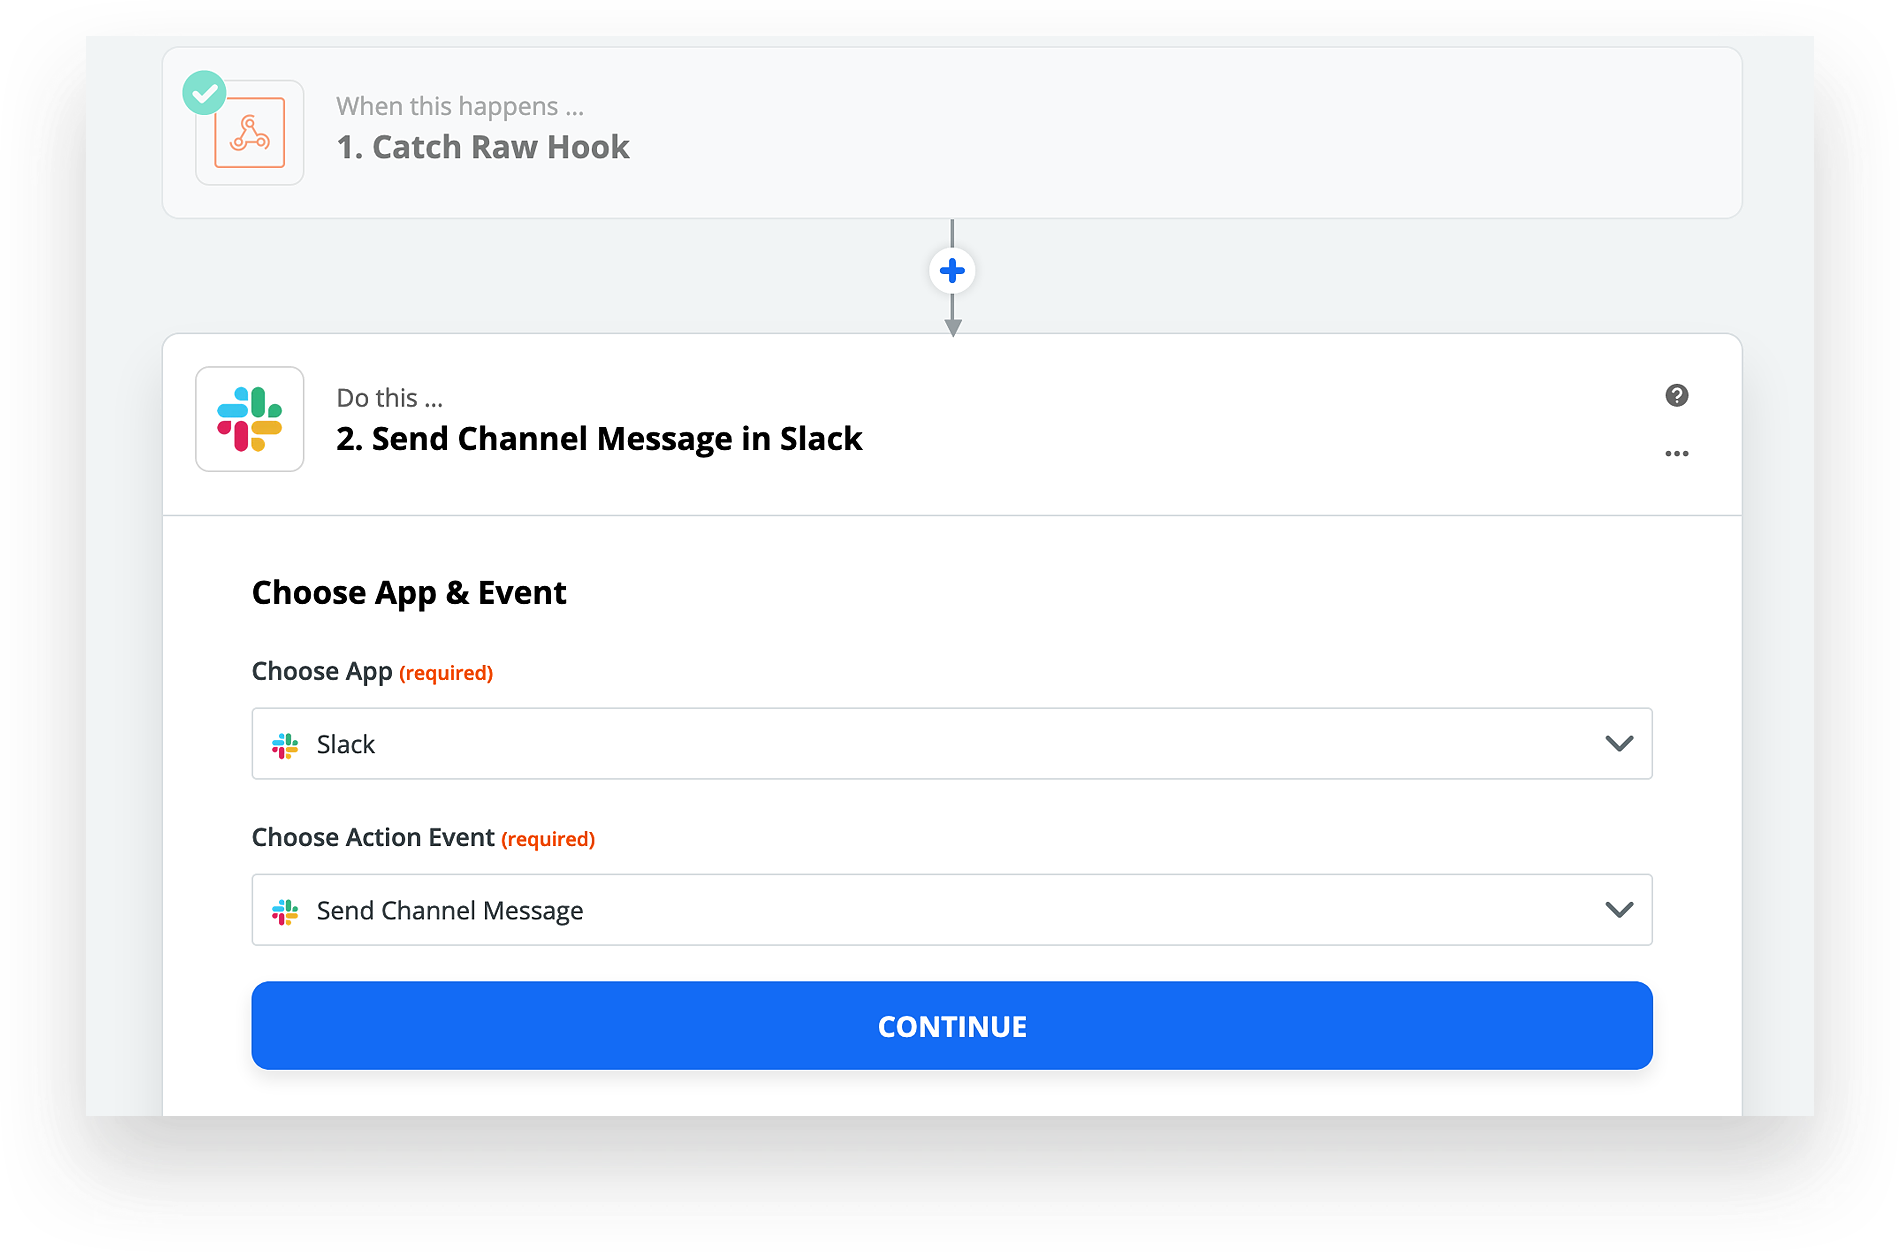 When this happens ...
1. Catch Raw Hook
Do this ...
2. Send Channel Message in Slack
?
Choose App & Event
Choose App (required)
Slack
Choose Action Event (required)
Send Channel Message
CONTINUE